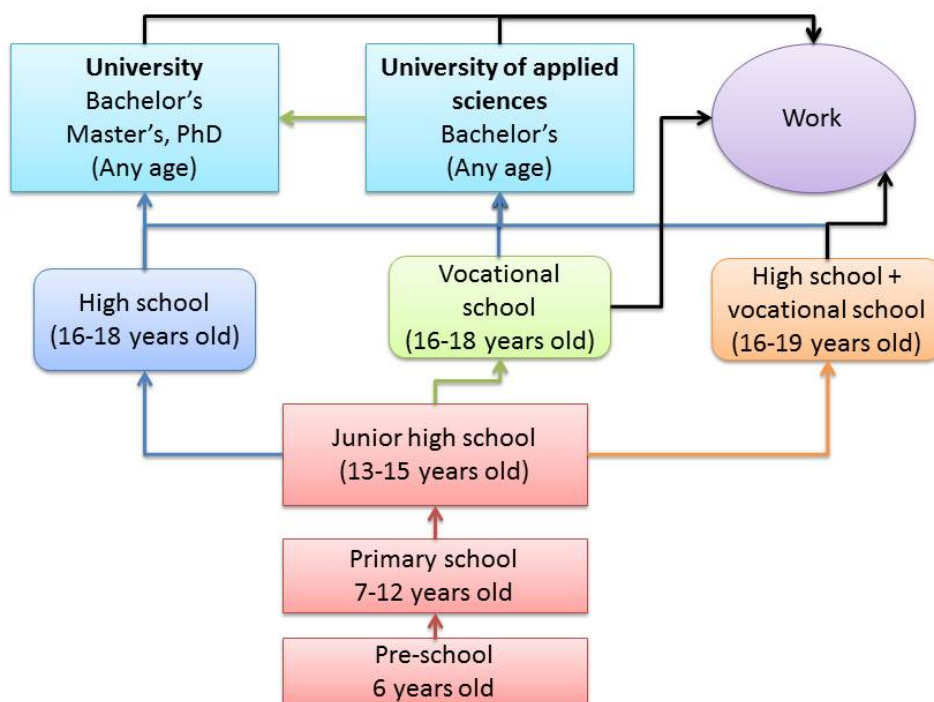 University
Bachelor's
Master's, PhD
(Any age)
University of applied
sciences
Bachelor's
(Any age)
Work
High school
(16-18 years old)
Vocational
school
(16-18 years old)
High school +
vocational school
(16-19 years old)
Junior high school
(13-15 years old)
Primary school
7-12 years old
Pre-school
6 years old